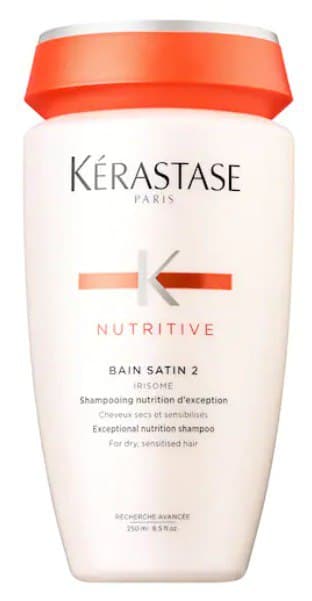 KÉRASTASE
PARIS
K
NUTRITIVE
BAIN SATIN 2
IRISOME
Shampooing nutrition d'exception
Cheveux secs et sensibilisés
Exceptional nutrition shampoo
For dry, sensitised hair
RECHERCHE AVANCÉE
250 ml 8.5 fl.oz.